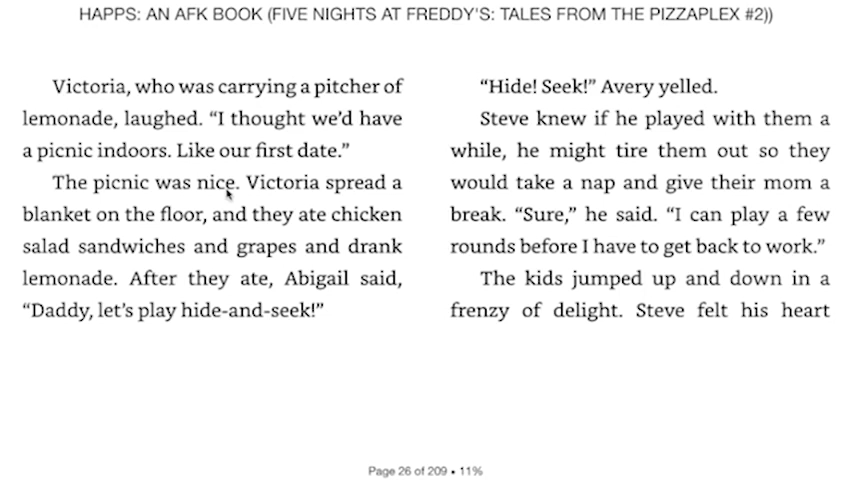 HAPPS: AN AFK BOOK (FIVE NIGHTS AT FREDDY'S: TALES FROM THE PIZZAPLEX #2))
Victoria, who was carrying a pitcher of
lemonade, laughed. “I thought we’d have
a picnic indoors. Like our first date.”
The picnic was nice. Victoria spread a
blanket on the floor, and they ate chicken
salad sandwiches and grapes and drank
lemonade. After they ate, Abigail said,
“Daddy, let’s play hide-and-seek!”
“Hide! Seek!” Avery yelled.
Steve knew if he played with them a
while, he might tire them out so they
would take a nap and give their mom a
break. “Sure,” he said. “I can play a few
rounds before I have to get back to work.”
The kids jumped up and down in a
frenzy of delight. Steve felt his heart
Page 26 of 209 • 11%